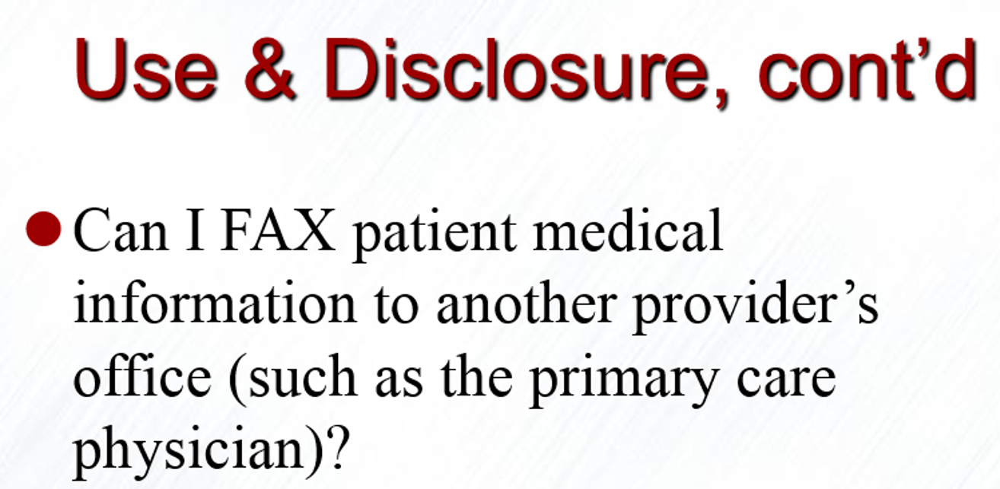 Use & Disclosure, cont’d
Can I FAX patient medical
information to another provider’s
office (such as the primary care
physician)?